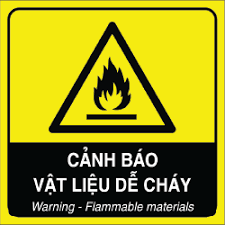 CẢNH BÁO
VẬT LIỆU DỄ CHÁY
Warning - Flammable materials